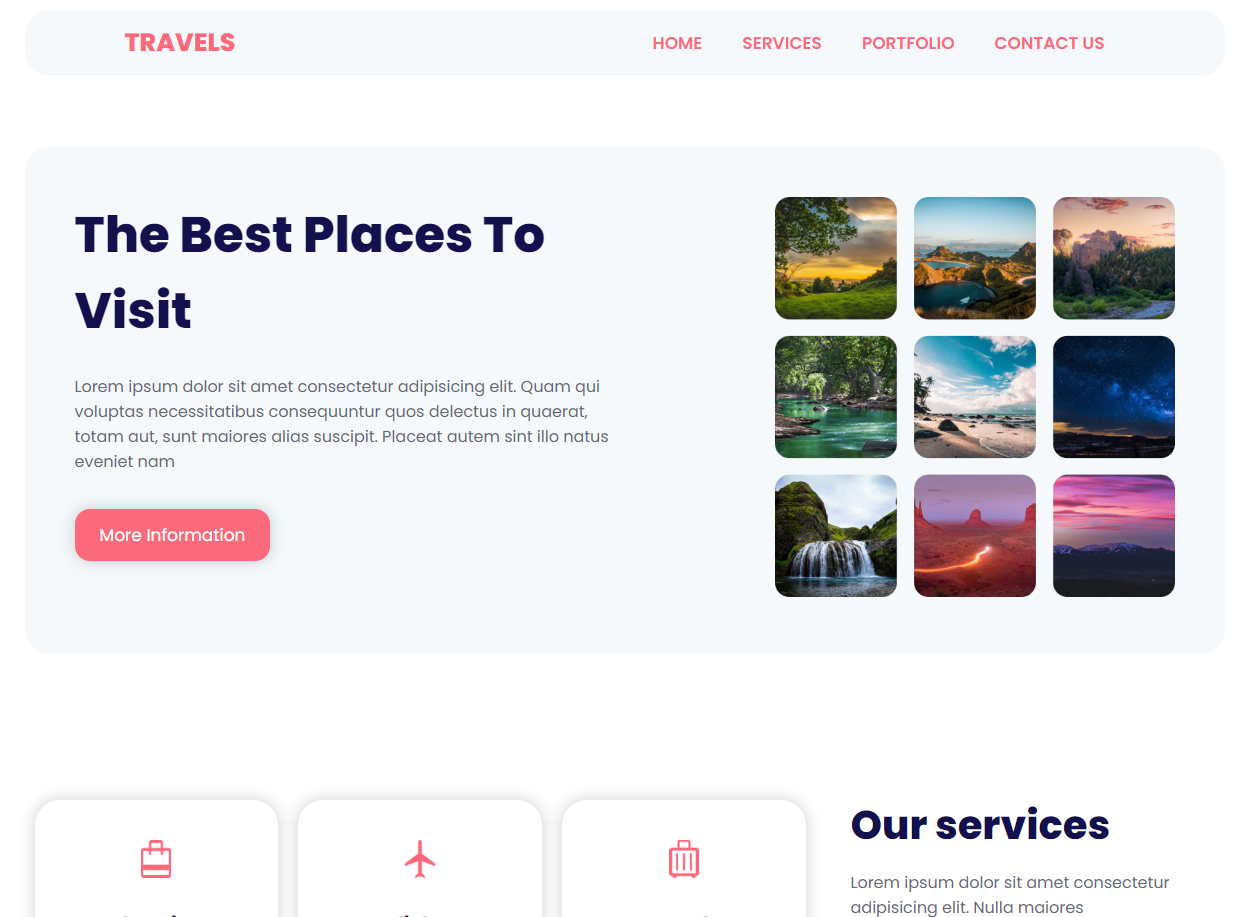 TRAVELS
HOME
SERVICES
PORTFOLIO
CONTACT US
The Best Places To
Visit
Lorem ipsum dolor sit amet consectetur adipisicing elit. Quam qui
voluptas necessitatibus consequuntur quos delectus in quaerat,
totam aut, sunt maiores alias suscipit. Placeat autem sint illo natus
eveniet nam
More Information
Our services
Lorem ipsum dolor sit amet consectetur
adipisicing elit. Nulla maiores